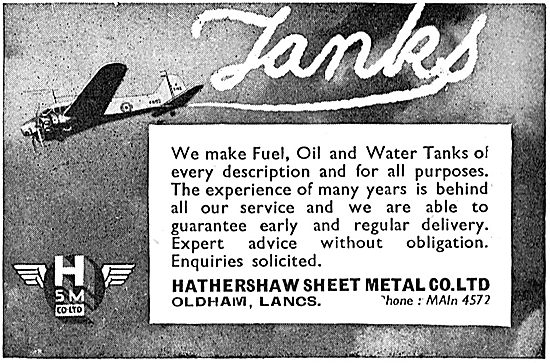 Tanks
We make Fuel, Oil and Water Tanks of
every description and for all purposes.
The experience of many years is behind
all our service and we are able to
guarantee early and regular delivery.
Expert advice without obligation.
Enquiries solicited.
HATHERSHAW SHEET METAL CO. LTD
OLDHAM, LANCS. 'hone : MAIn 4572
H
S M
CO·LTD